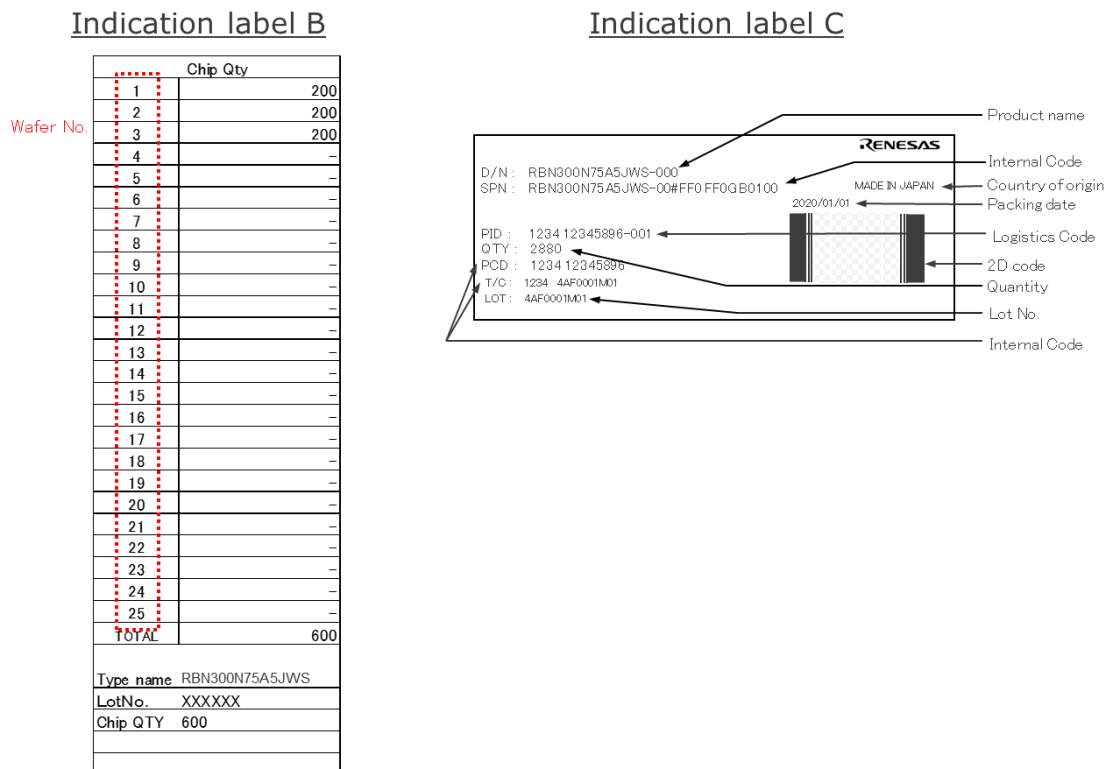 Indication label B
Chip Qty
Wafer No.
1 200
2 200
3 200
4 -
5 -
6 -
7 -
8 -
9 -
10 -
11 -
12 -
13 -
14 -
15 -
16 -
17 -
18 -
19 -
20 -
21 -
22 -
23 -
24 -
25 -
TOTAL 600
Type name RBN300N75A5JWS
LotNo. XXXXXX
Chip QTY 600
Indication label C
RENESAS
D/N : RBN300N75A5JWS-000
SPN : RBN300N75A5JWS-00#FF0 FF0GB0100
MADE IN JAPAN
2020/01/01
PID : 1234 12345896-001
QTY : 2880
PCD : 1234 12345896
T/C : 1234 4AF0001M01
LOT : 4AF0001M01
Product name
Internal Code
Country of origin
Packing date
Logistics Code
2D code
Quantity
Lot No.
Internal Code